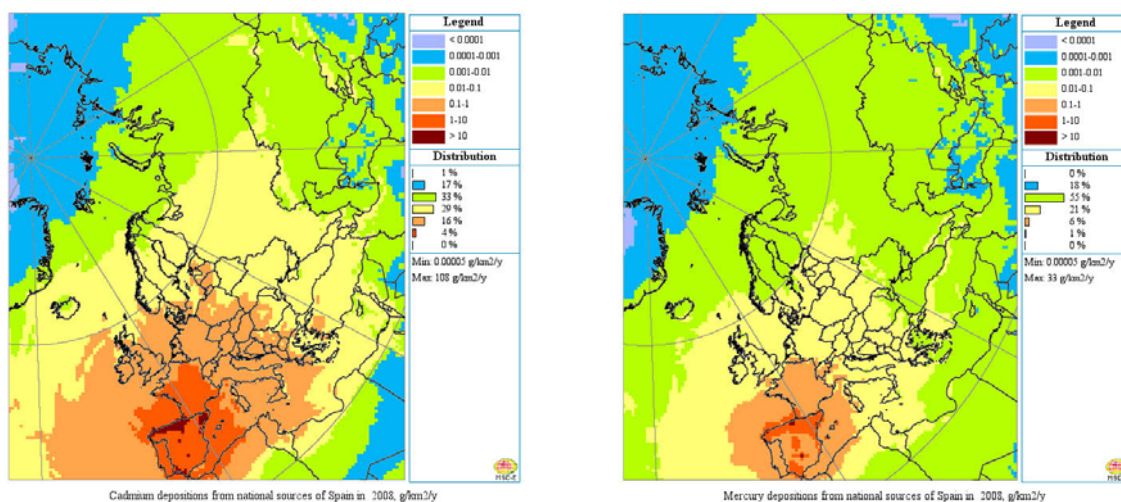 Legend
< 0.0001
0.0001-0.001
0.001-0.01
0.01-0.1
0.1-1
1-10
> 10
Distribution
1 %
17 %
33 %
29 %
16 %
4 %
0 %
Min: 0.00005 g/km2/y
Max: 108 g/km2/y
MSC-E
Cadmium depositions from national sources of Spain in 2008, g/km2/y
Legend
< 0.0001
0.0001-0.001
0.001-0.01
0.01-0.1
0.1-1
1-10
> 10
Distribution
0 %
18 %
55 %
21 %
6 %
1 %
0 %
Min: 0.00005 g/km2/y
Max: 33 g/km2/y
MSC-E
Mercury depositions from national sources of Spain in 2008, g/km2/y